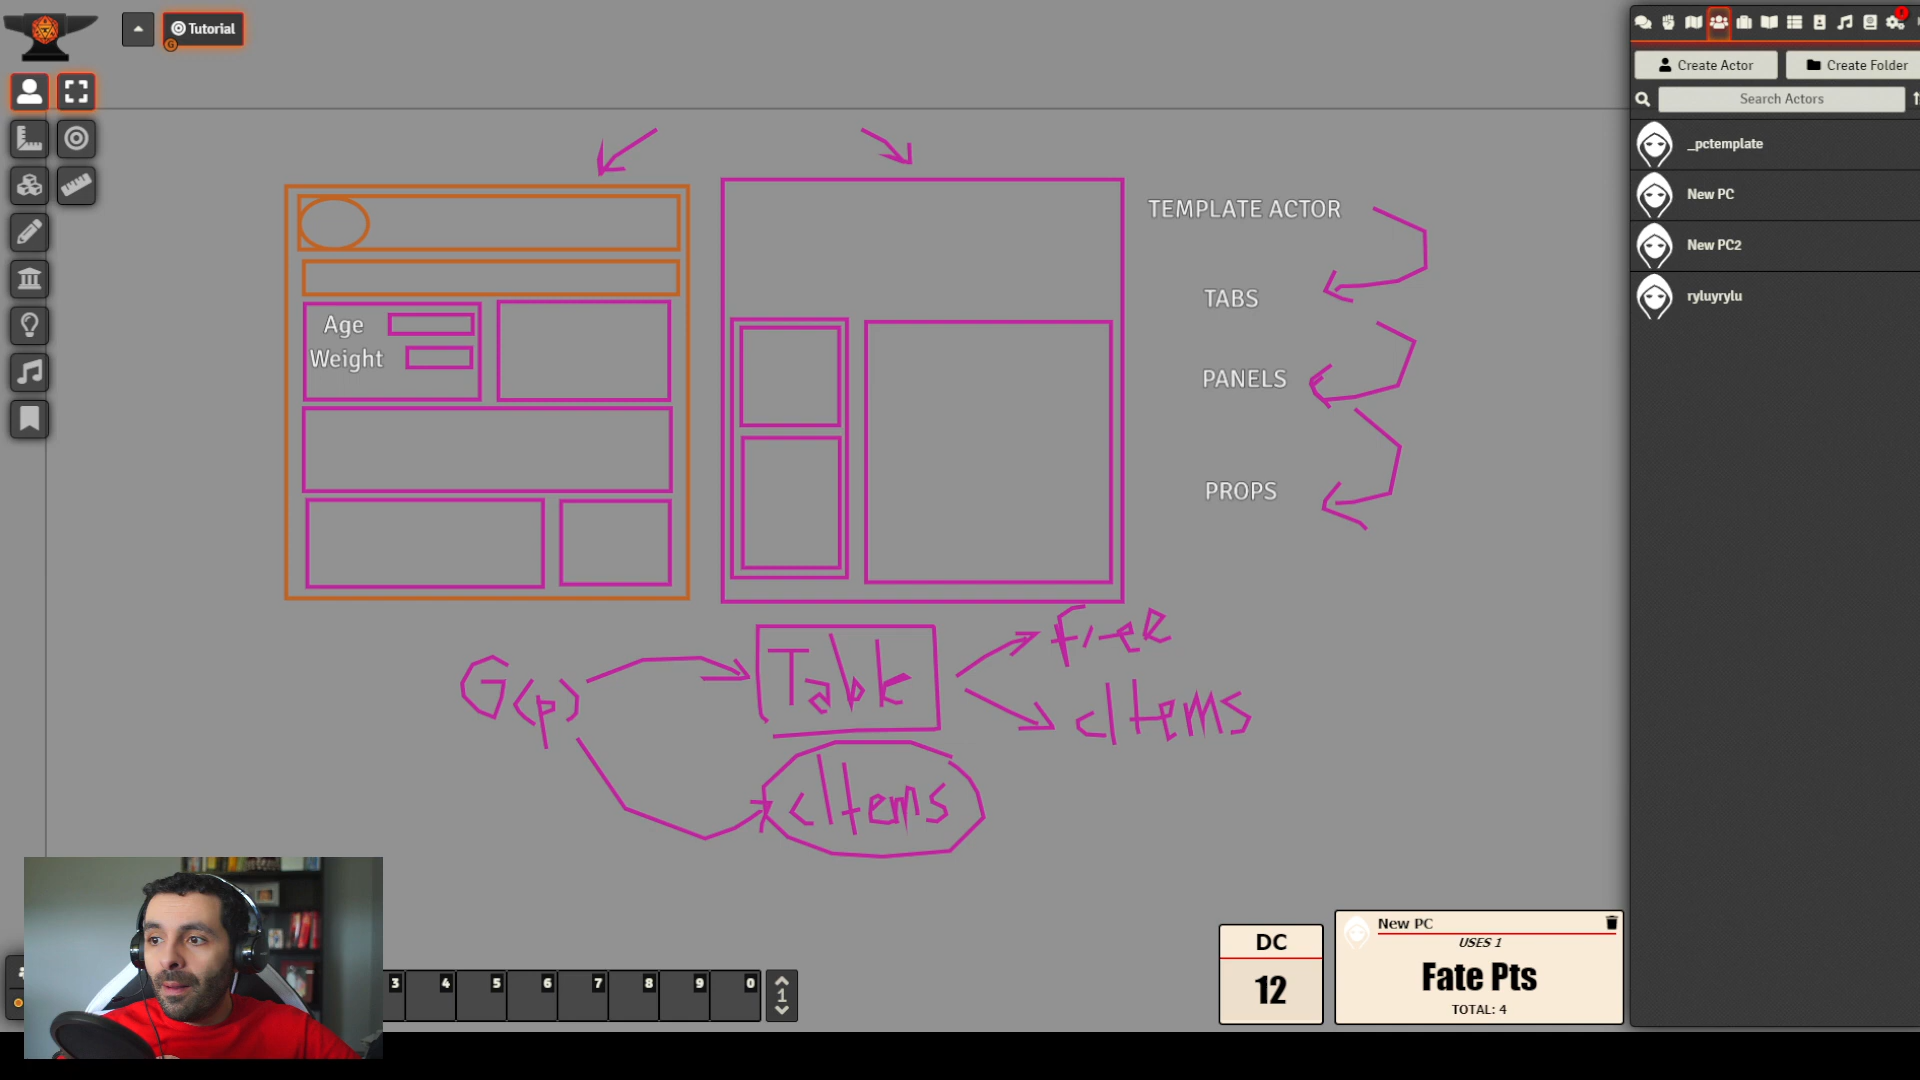 Tutorial
G
Create Actor
Create Folder
Search Actors
_pctemplate
New PC
New PC2
ryluyrylu
TEMPLATE ACTOR
TABS
PANELS
PROPS
Age
Weight
G(p)
Table
free
cItems
cItems
3 4 5 6 7 8 9 0
1
DC
12
New PC
USES 1
Fate Pts
TOTAL: 4